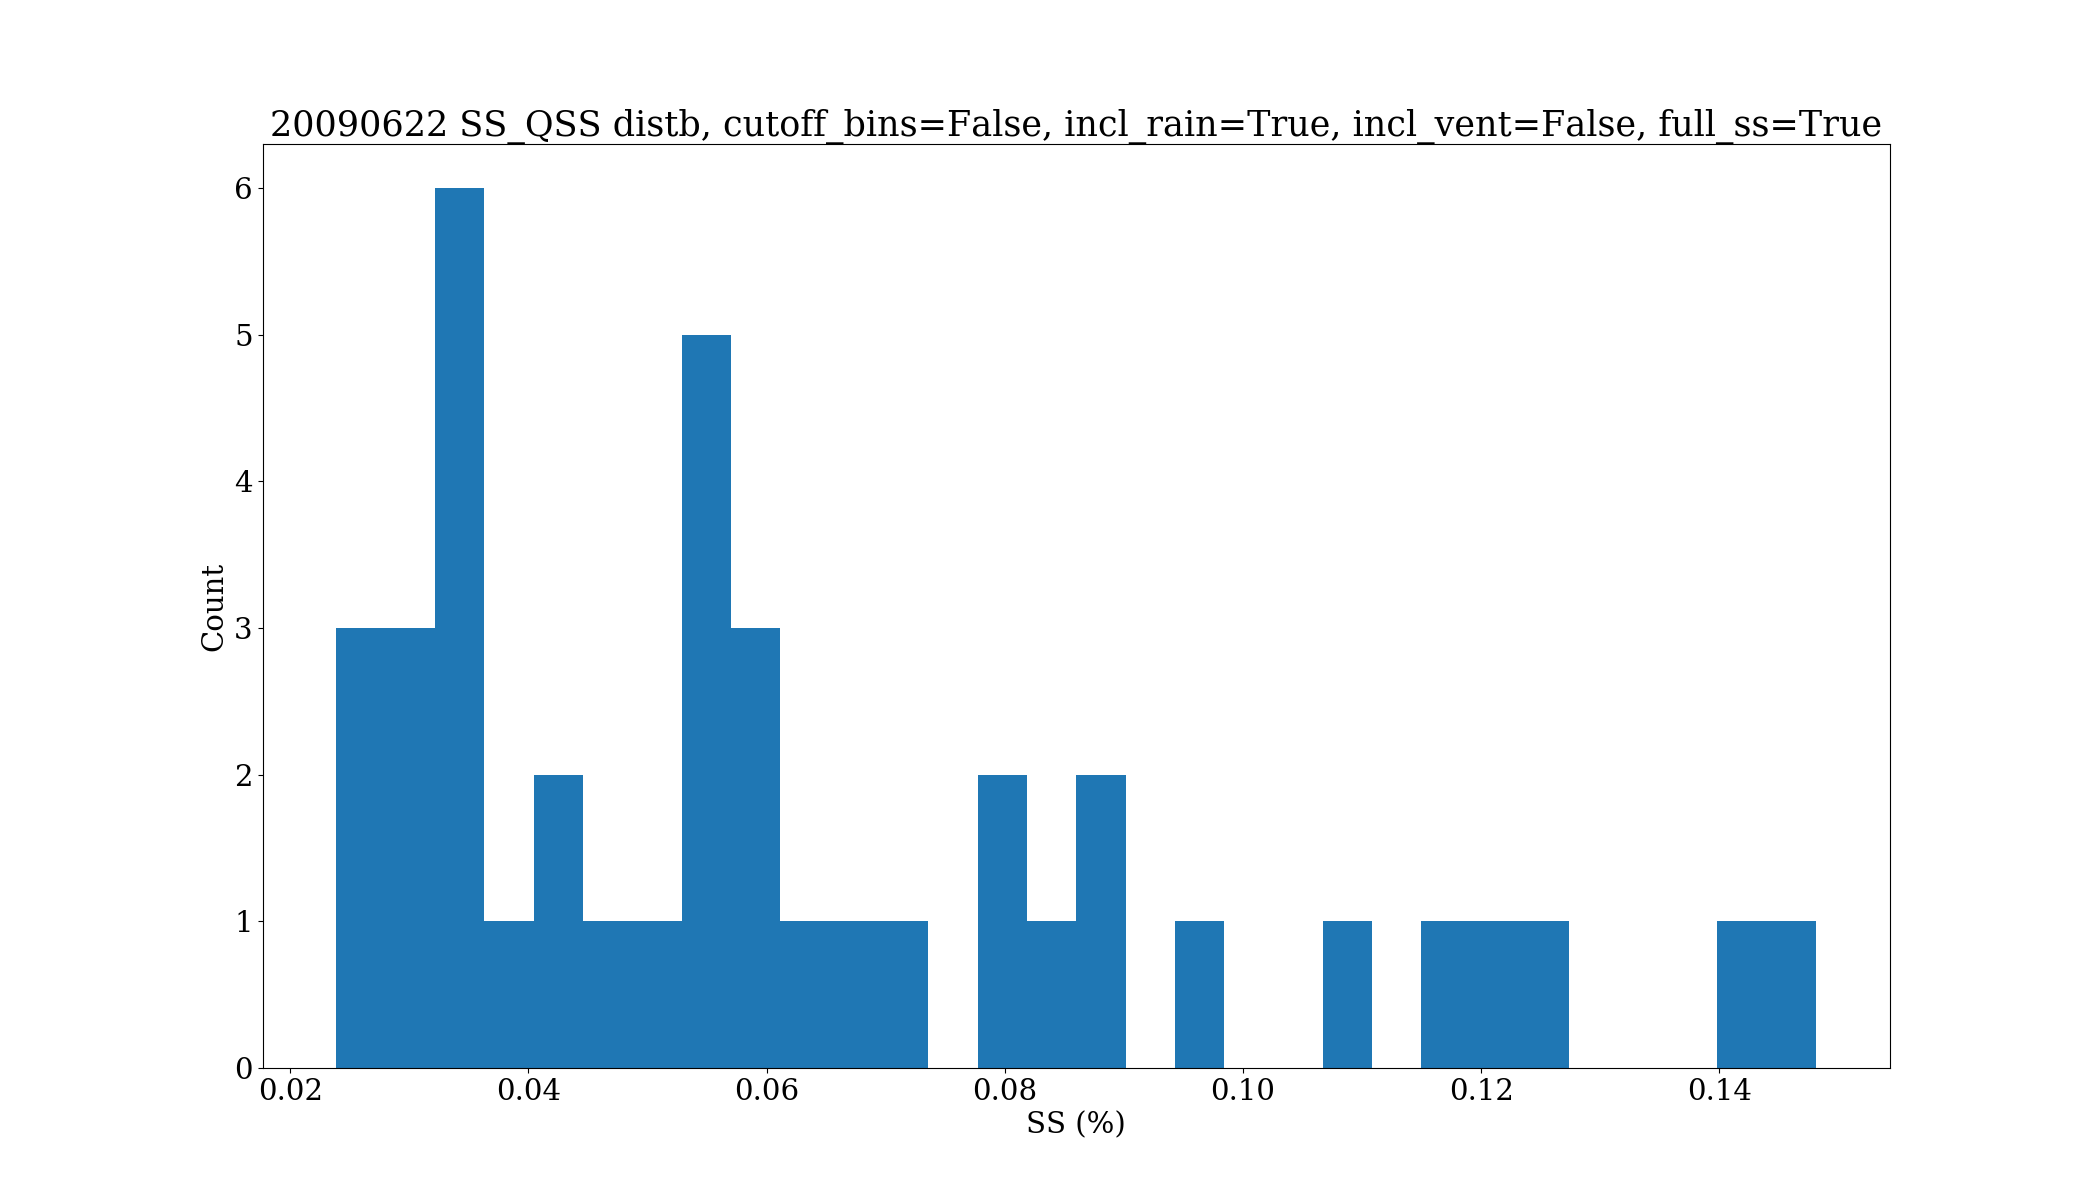 20090622 SS_QSS distb, cutoff_bins=False, incl_rain=True, incl_vent=False, full_ss=True
6
5
4
3
2
1
0
Count
0.02 0.04 0.06 0.08 0.10 0.12 0.14
SS (%)